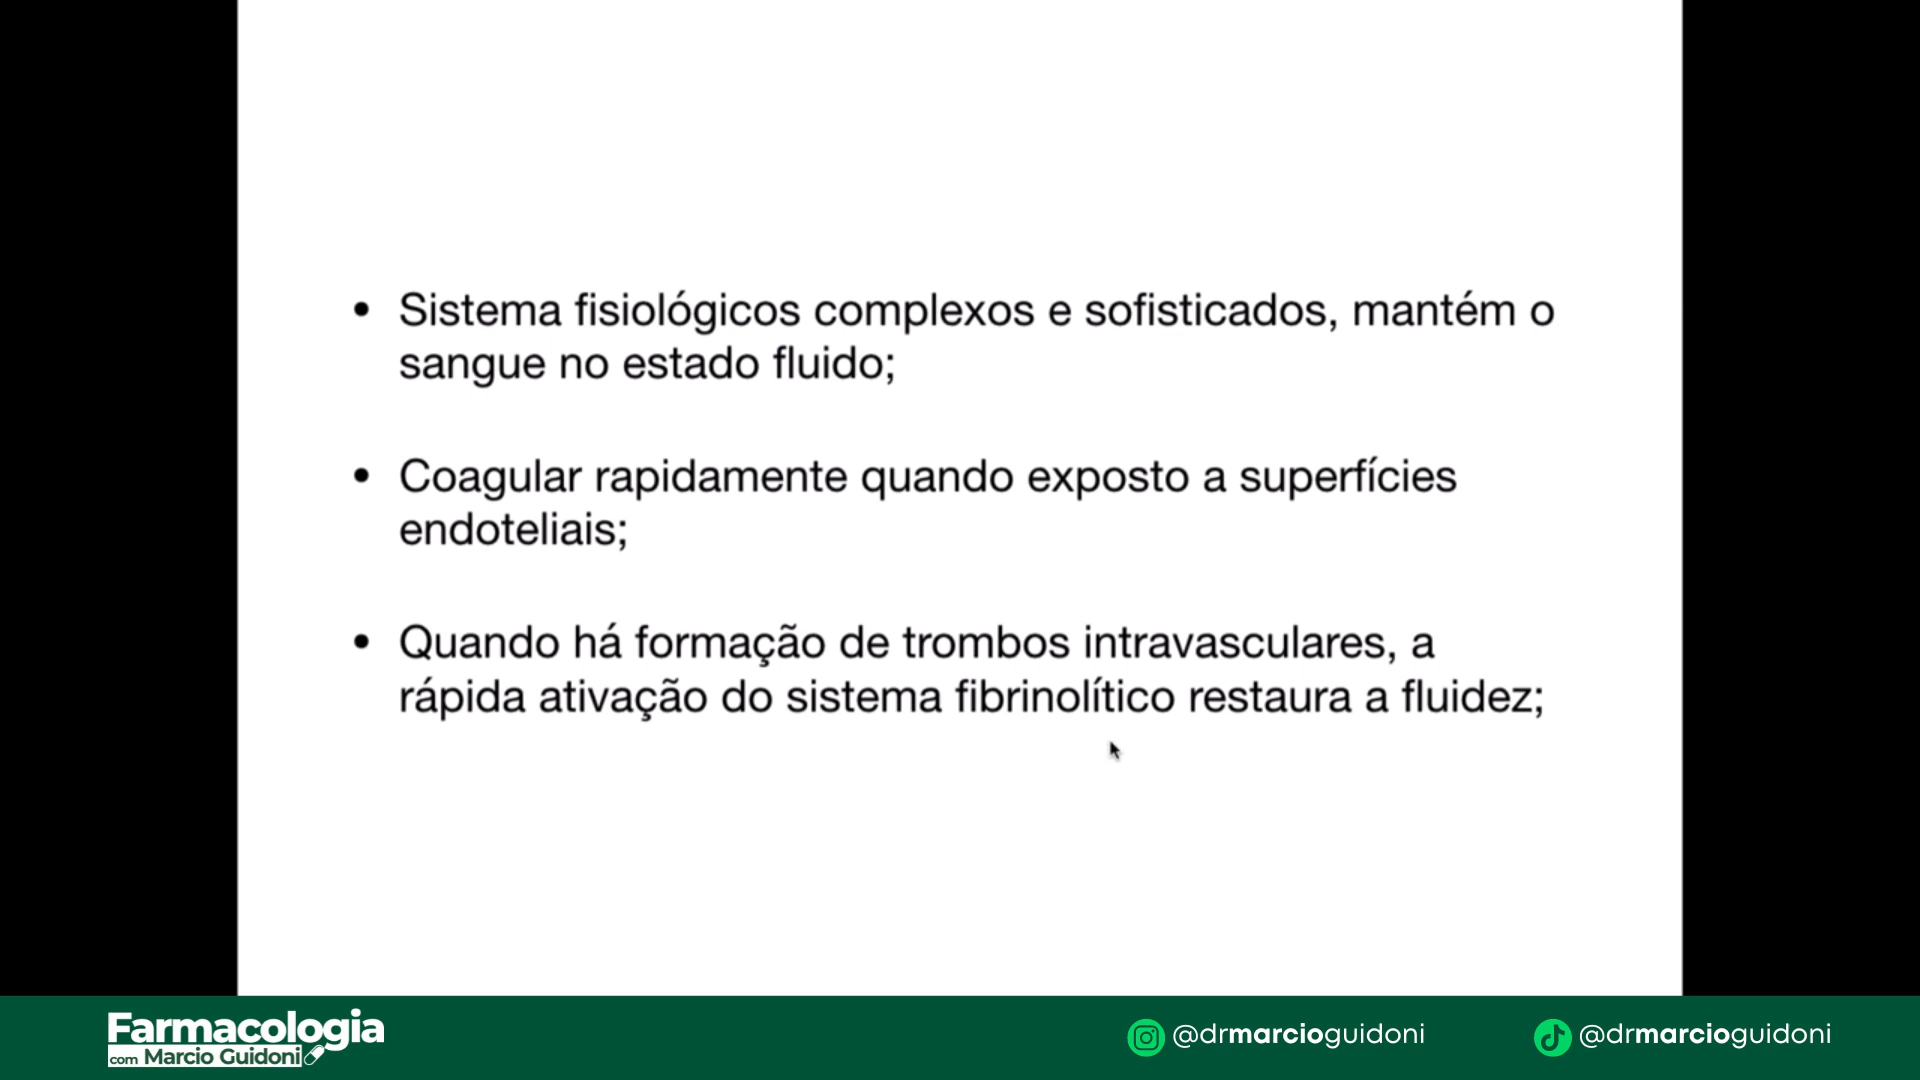 • Sistema fisiológicos complexos e sofisticados, mantém o
sangue no estado fluido;
• Coagular rapidamente quando exposto a superfícies
endoteliais;
• Quando há formação de trombos intravasculares, a
rápida ativação do sistema fibrinolítico restaura a fluidez;
Farmacologia
com Marcio Guidoni
@drmarcioguidoni
@drmarcioguidoni